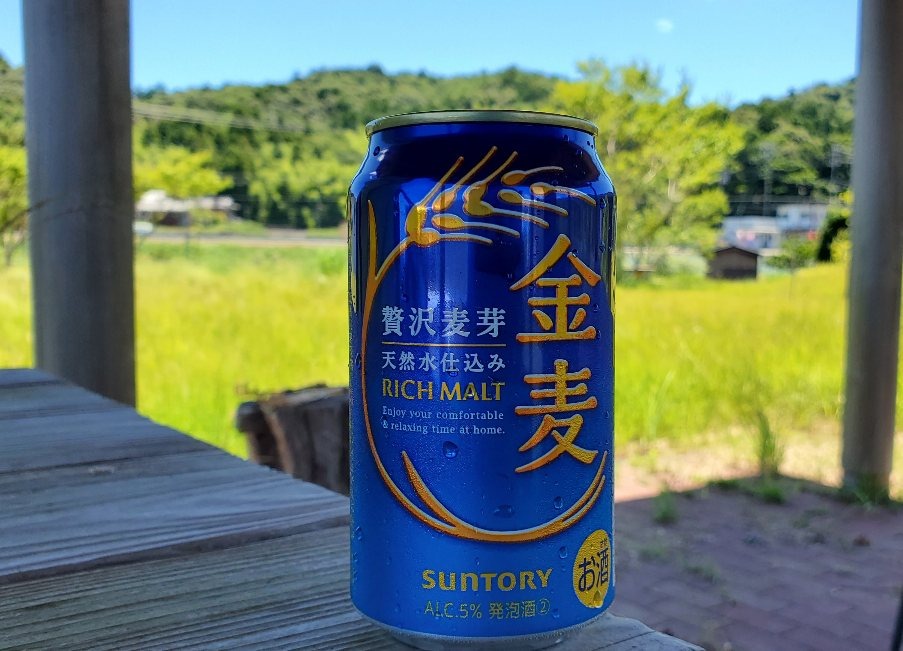 金麦
贅沢麦芽
天然水仕込み
RICH MALT
Enjoy your comfortable
& relaxing time at home.
SUNTORY
ALC.5% 発泡酒②
お酒